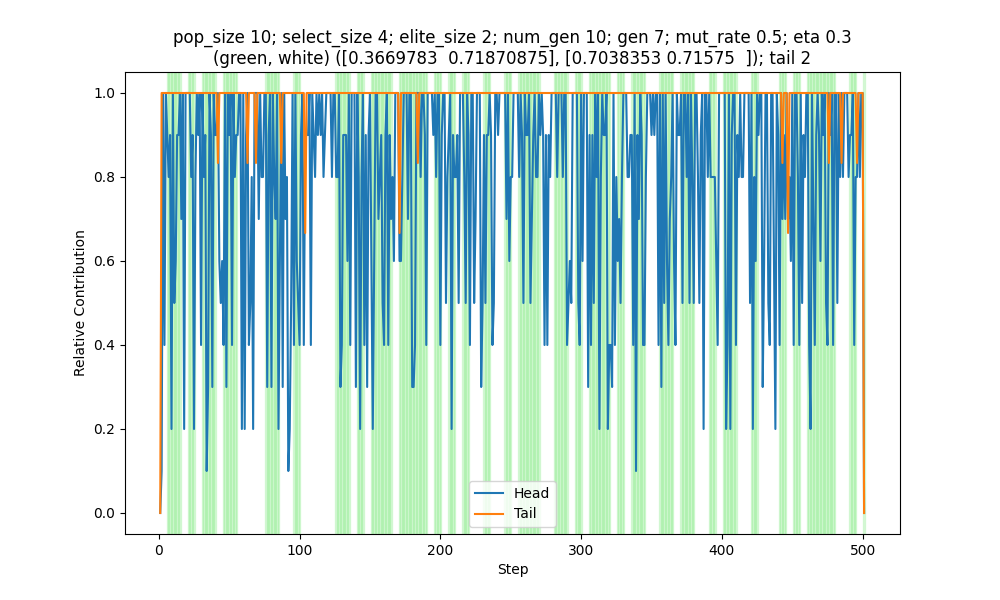 pop_size 10; select_size 4; elite_size 2; num_gen 10; gen 7; mut_rate 0.5; eta 0.3
(green, white) ([0.3669783  0.71870875], [0.7038353 0.71575  ]); tail 2
1.0
0.8
0.6
0.4
0.2
0.0
Relative Contribution
Head
Tail
0
100
200
300
400
500
Step